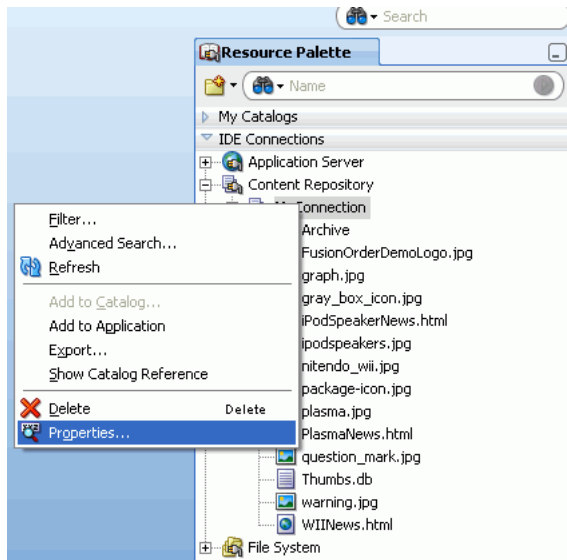 Search
Resource Palette
Name
My Catalogs
IDE Connections
Application Server
Content Repository
Connection
Archive
FusionOrderDemoLogo.jpg
graph.jpg
gray_box_icon.jpg
iPodSpeakerNews.html
ipodspeakers.jpg
nitendo_wii.jpg
package-icon.jpg
plasma.jpg
PlasmaNews.html
question_mark.jpg
Thumbs.db
warning.jpg
WIINews.html
File System
Filter...
Advanced Search...
Refresh
Add to Catalog...
Add to Application
Export...
Show Catalog Reference
Delete Delete
Properties...